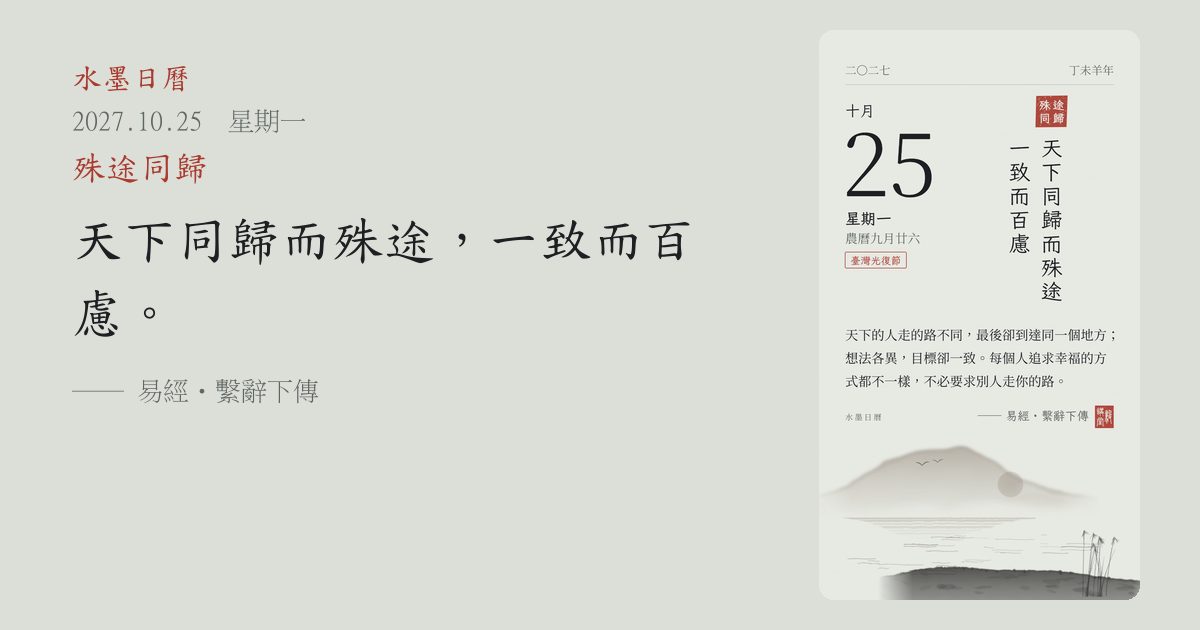 水墨日曆
2027.10.25 星期一
殊途同歸
天下同歸而殊途，一致而百
慮。
—— 易經・繫辭下傳
二〇二七
丁未羊年
十月
25
星期一
農曆九月廿六
臺灣光復節
殊途同歸
天下同歸而殊途
一致而百慮
天下的人走的路不同，最後卻到達同一個地方；
想法各異，目標卻一致。每個人追求幸福的方
式都不一樣，不必要求別人走你的路。
水墨日曆
—— 易經・繫辭下傳